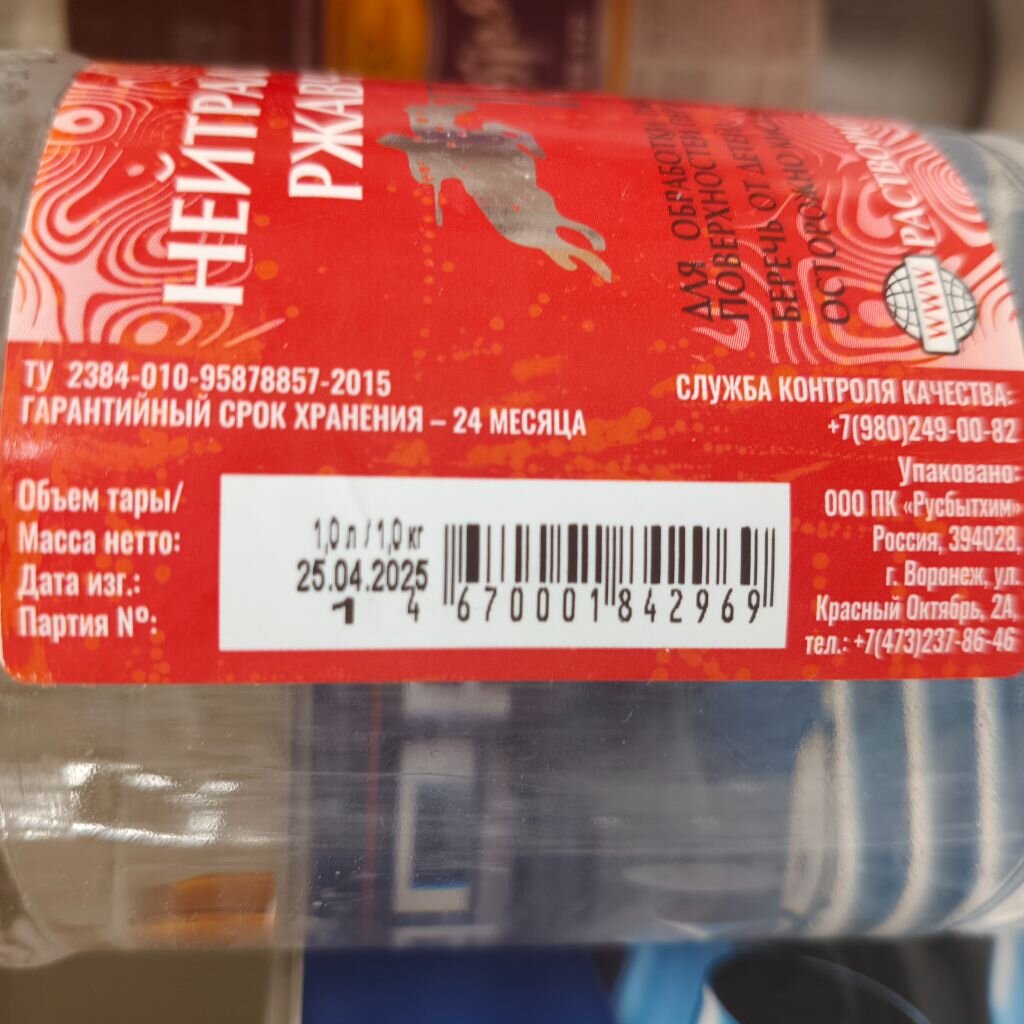 НЕЙТРА
РЖАВ
ДЛЯ ОБРАБОТКИ
ПОВЕРХНОСТЕЙ
БЕРЕЧЬ ОТ ДЕТЕЙ
ОСТОРОЖНО
WWW
ТУ 2384-010-95878857-2015
ГАРАНТИЙНЫЙ СРОК ХРАНЕНИЯ – 24 МЕСЯЦА
Объем тары/
Масса нетто:
Дата изг.:
Партия №:
1,0 л / 1,0 кг
25.04.2025
1
4 670001 842969
СЛУЖБА КОНТРОЛЯ КАЧЕСТВА:
+7(980)249-00-82
Упаковано:
ООО ПК «Русбытхим»
Россия, 394028,
г. Воронеж, ул.
Красный Октябрь, 2А,
тел.: +7(473)237-86-46